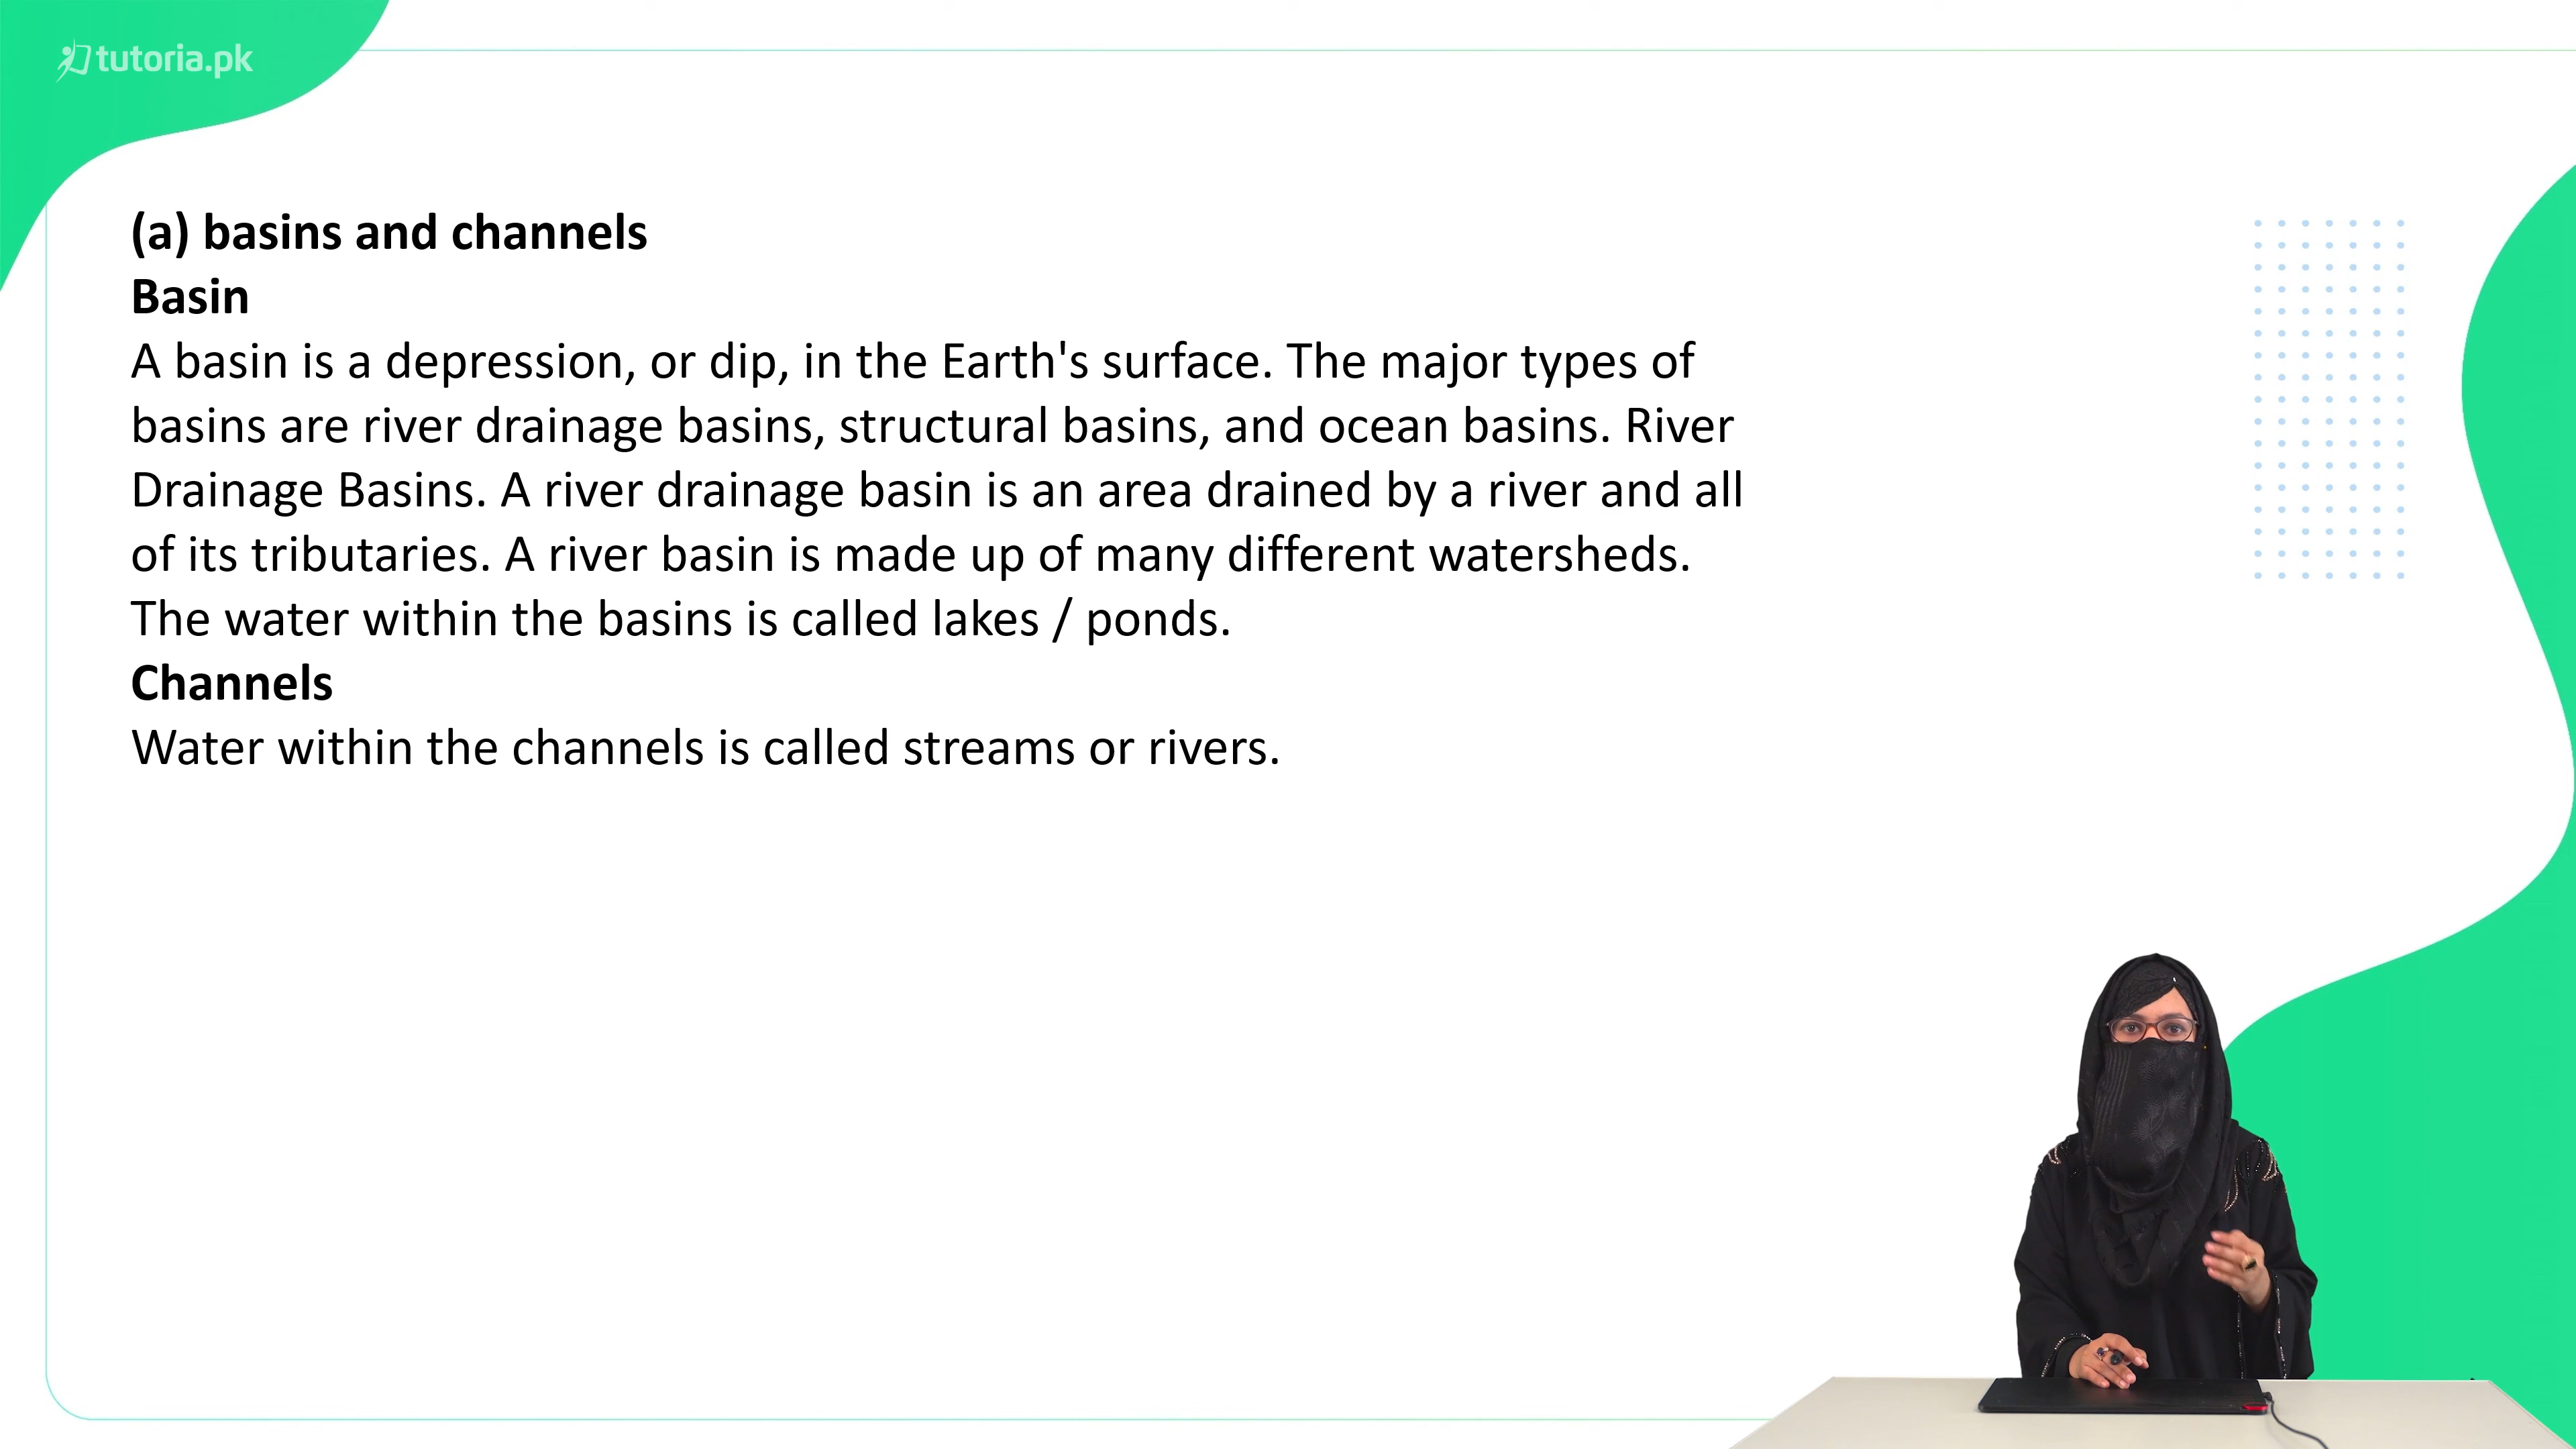 tutoria.pk
(a) basins and channels
Basin
A basin is a depression, or dip, in the Earth's surface. The major types of
basins are river drainage basins, structural basins, and ocean basins. River
Drainage Basins. A river drainage basin is an area drained by a river and all
of its tributaries. A river basin is made up of many different watersheds.
The water within the basins is called lakes / ponds.
Channels
Water within the channels is called streams or rivers.